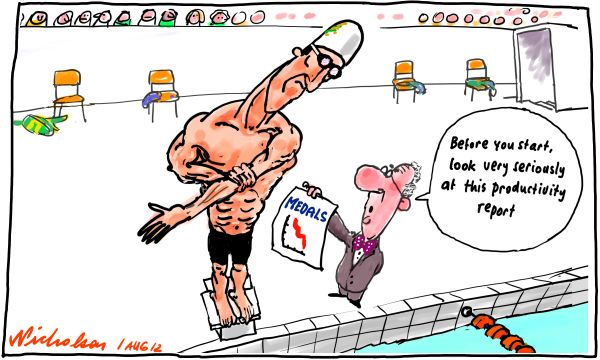 Before you start,
look very seriously
at this productivity
report
MEDALS
Nicholson 1 AUG 12